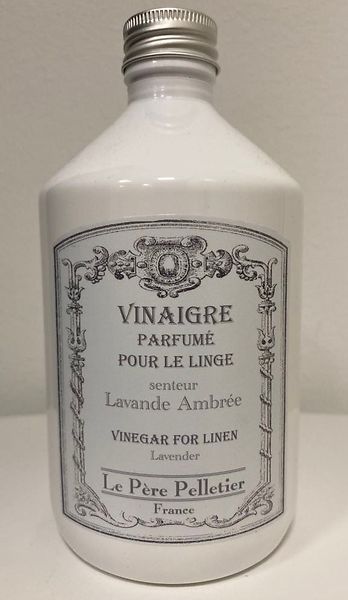 VINAIGRE
PARFUMÉ
POUR LE LINGE
senteur
Lavande Ambrée
VINEGAR FOR LINEN
Lavender
Le Père Pelletier
France